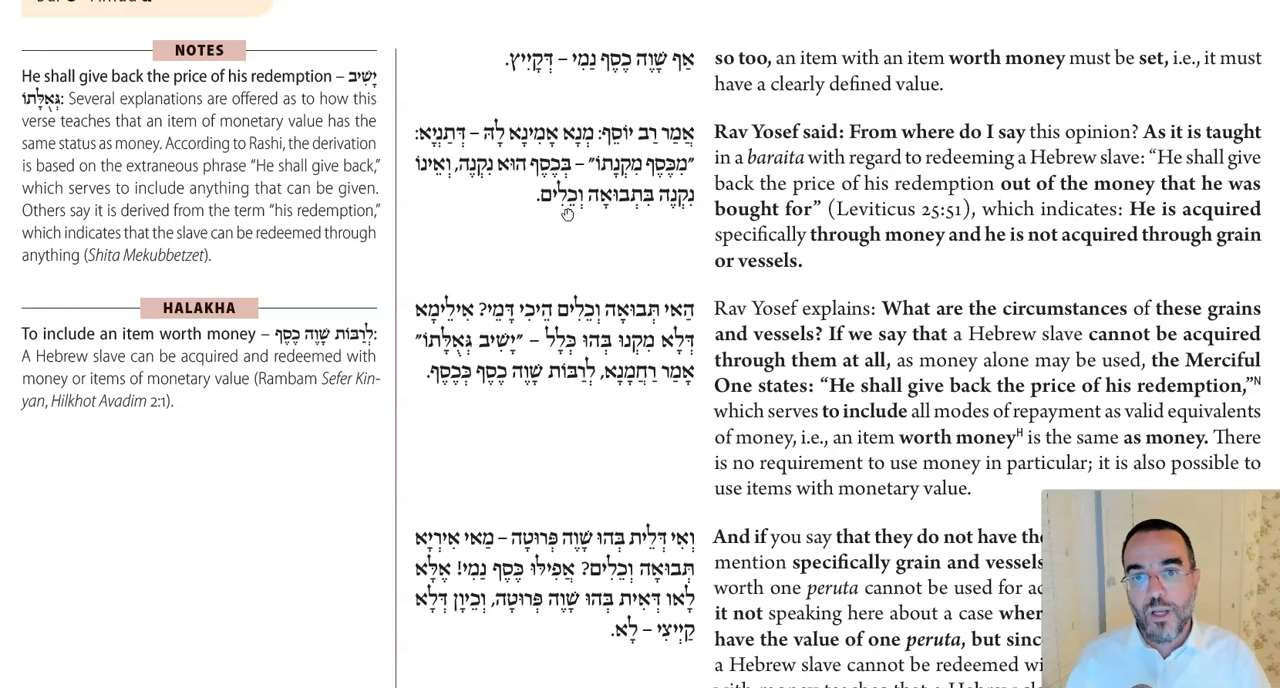 NOTES
He shall give back the price of his redemption – יָשִׁיב
גְּאֻלָּתוֹ: Several explanations are offered as to how this
verse teaches that an item of monetary value has the
same status as money. According to Rashi, the derivation
is based on the extraneous phrase “He shall give back,”
which serves to include anything that can be given.
Others say it is derived from the term “his redemption,”
which indicates that the slave can be redeemed through
anything (Shita Mekubbetzet).
HALAKHA
To include an item worth money – לְרַבּוֹת שָׁוֶה כֶּסֶף:
A Hebrew slave can be acquired and redeemed with
money or items of monetary value (Rambam Sefer Kin-
yan, Hilkhot Avadim 2:1).
אַף שָׁוֶה כֶּסֶף נַמִי – דְּקָיֵיץ.
אֲמַר רַב יוֹסֵף: מְנָא אָמִינָא לָהּ – דְּתַנְיָא:
״מִכֶּסֶף מִקְנָתוֹ״ – בְּכֶסֶף הוּא נִקְנֶה, וְאֵינוֹ
נִקְנֶה בִּתְבוּאָה וְכֵלִים.
הַאי תְּבוּאָה וְכֵלִים הֵיכִי דָּמֵי? אִילֵימָא
דְּלָא מִקְּנוּ בְּהוּ כְּלָל – ״יָשִׁיב גְּאֻלָּתוֹ״
אָמַר רַחֲמָנָא, לְרַבּוֹת שָׁוֶה כֶּסֶף כְּכֶסֶף.
וְאִי דְּלֵית בְּהוּ שָׁוֶה פְּרוּטָה – מַאי אִירְיָא
תְּבוּאָה וְכֵלִים? אֲפִילּוּ כֶּסֶף נַמִי! אֶלָּא
לָאו דְּאִית בְּהוּ שָׁוֶה פְּרוּטָה, וְכֵיוָן דְּלָא
קַיְיצִי – לָא.
so too, an item with an item worth money must be set, i.e., it must
have a clearly defined value.
Rav Yosef said: From where do I say this opinion? As it is taught
in a baraita with regard to redeeming a Hebrew slave: “He shall give
back the price of his redemption out of the money that he was
bought for” (Leviticus 25:51), which indicates: He is acquired
specifically through money and he is not acquired through grain
or vessels.
Rav Yosef explains: What are the circumstances of these grains
and vessels? If we say that a Hebrew slave cannot be acquired
through them at all, as money alone may be used, the Merciful
One states: “He shall give back the price of his redemption,”N
which serves to include all modes of repayment as valid equivalents
of money, i.e., an item worth moneyH is the same as money. There
is no requirement to use money in particular; it is also possible to
use items with monetary value.
And if you say that they do not have the
mention specifically grain and vessels
worth one peruta cannot be used for
it not speaking here about a case
have the value of one peruta, but
a Hebrew slave cannot be redeemed